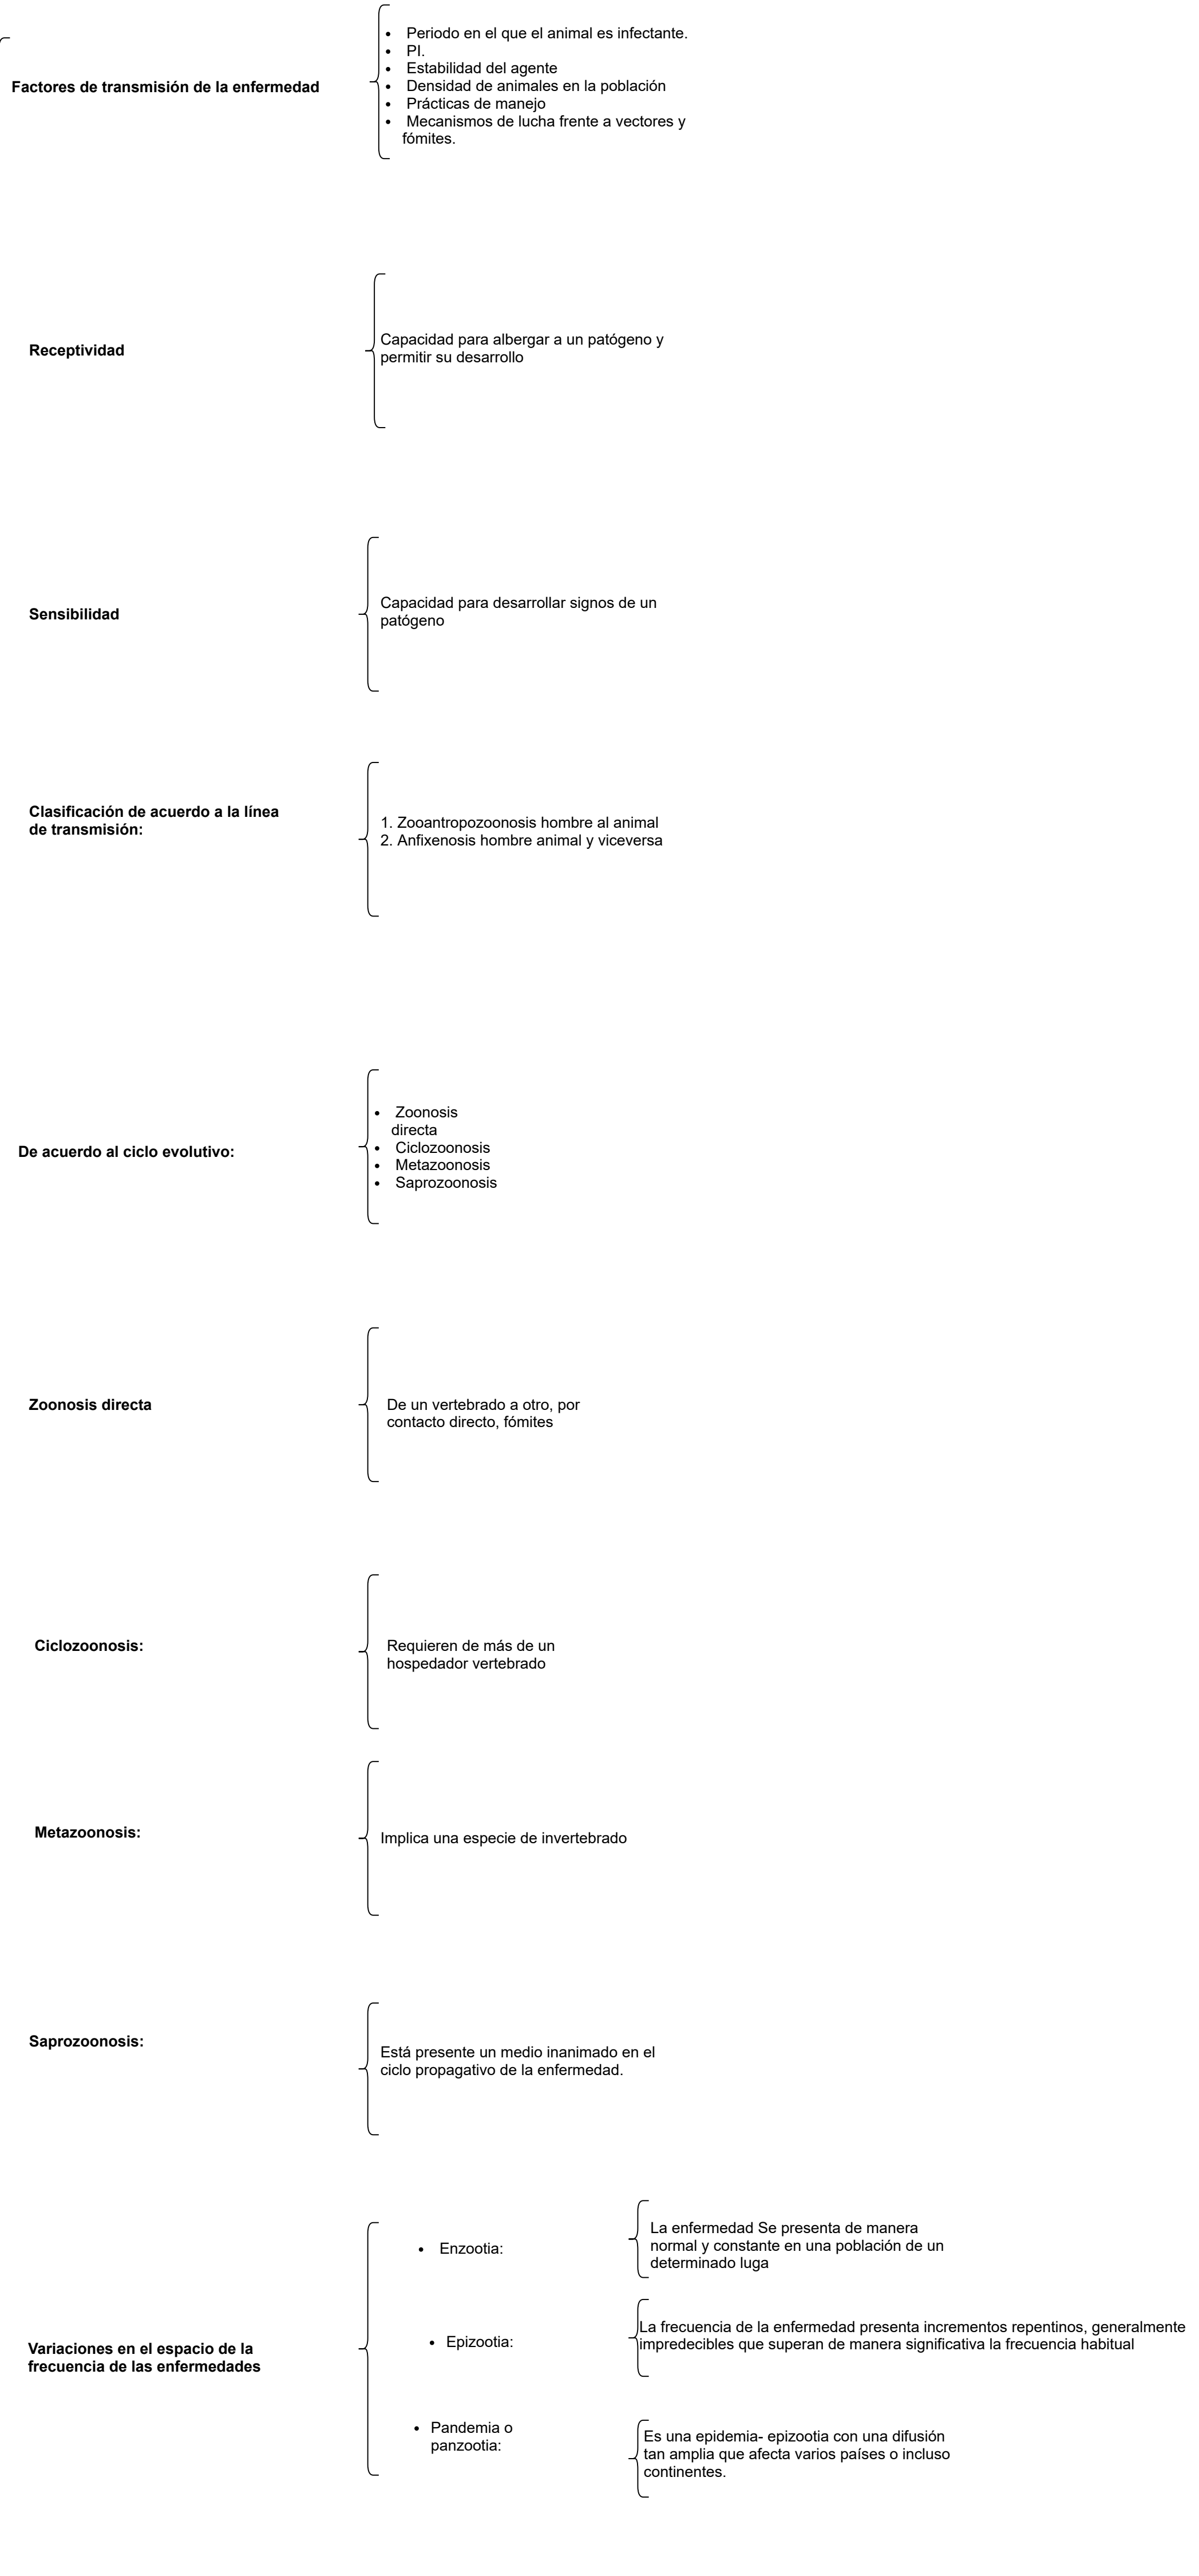 Factores de transmisión de la enfermedad
• Periodo en el que el animal es infectante.
• PI.
• Estabilidad del agente
• Densidad de animales en la población
• Prácticas de manejo
• Mecanismos de lucha frente a vectores y
fómites.
Receptividad
Capacidad para albergar a un patógeno y
permitir su desarrollo
Sensibilidad
Capacidad para desarrollar signos de un
patógeno
Clasificación de acuerdo a la línea
de transmisión:
1. Zooantropozoonosis hombre al animal
2. Anfixenosis hombre animal y viceversa
De acuerdo al ciclo evolutivo:
• Zoonosis
directa
• Ciclozoonosis
• Metazoonosis
• Saprozoonosis
Zoonosis directa
De un vertebrado a otro, por
contacto directo, fómites
Ciclozoonosis:
Requieren de más de un
hospedador vertebrado
Metazoonosis:
Implica una especie de invertebrado
Saprozoonosis:
Está presente un medio inanimado en el
ciclo propagativo de la enfermedad.
Variaciones en el espacio de la
frecuencia de las enfermedades
• Enzootia:
La enfermedad Se presenta de manera
normal y constante en una población de un
determinado luga
• Epizootia:
La frecuencia de la enfermedad presenta incrementos repentinos, generalmente
impredecibles que superan de manera significativa la frecuencia habitual
• Pandemia o
panzootia:
Es una epidemia- epizootia con una difusión
tan amplia que afecta varios países o incluso
continentes.